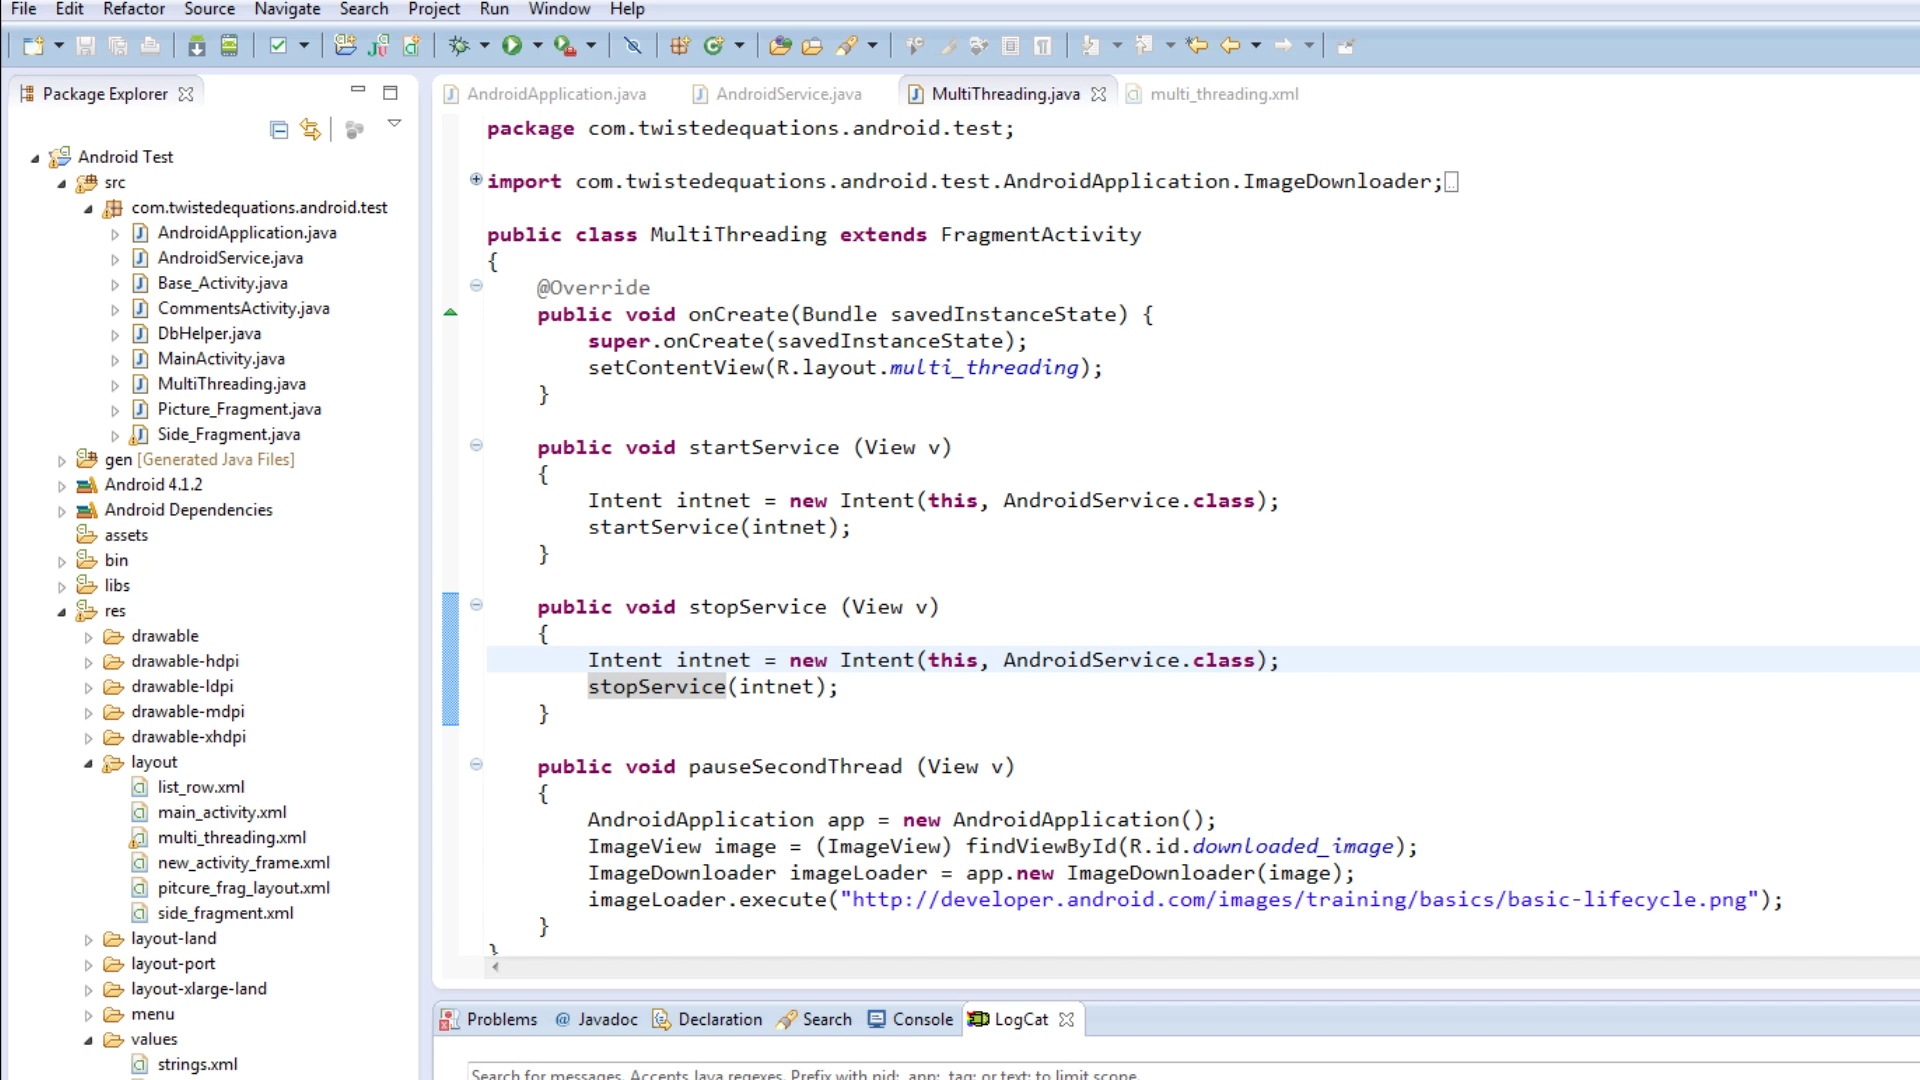 File Edit Refactor Source Navigate Search Project Run Window Help
Package Explorer
Android Test
src
com.twistedequations.android.test
AndroidApplication.java
AndroidService.java
Base_Activity.java
CommentsActivity.java
DbHelper.java
MainActivity.java
MultiThreading.java
Picture_Fragment.java
Side_Fragment.java
gen [Generated Java Files]
Android 4.1.2
Android Dependencies
assets
bin
libs
res
drawable
drawable-hdpi
drawable-ldpi
drawable-mdpi
drawable-xhdpi
layout
list_row.xml
main_activity.xml
multi_threading.xml
new_activity_frame.xml
pitcure_frag_layout.xml
side_fragment.xml
layout-land
layout-port
layout-xlarge-land
menu
values
strings.xml
AndroidApplication.java AndroidService.java MultiThreading.java multi_threading.xml
package com.twistedequations.android.test;
import com.twistedequations.android.test.AndroidApplication.ImageDownloader;
public class MultiThreading extends FragmentActivity
{
@Override
public void onCreate(Bundle savedInstanceState) {
super.onCreate(savedInstanceState);
setContentView(R.layout.multi_threading);
}
public void startService (View v)
{
Intent intnet = new Intent(this, AndroidService.class);
startService(intnet);
}
public void stopService (View v)
{
Intent intnet = new Intent(this, AndroidService.class);
stopService(intnet);
}
public void pauseSecondThread (View v)
{
AndroidApplication app = new AndroidApplication();
ImageView image = (ImageView) findViewById(R.id.downloaded_image);
ImageDownloader imageLoader = app.new ImageDownloader(image);
imageLoader.execute("http://developer.android.com/images/training/basics/basic-lifecycle.png");
}
}
Problems @ Javadoc Declaration Search Console LogCat
Search for messages. Accepts Java regexes. Prefix with pid:, app:, tag: or text: to limit scope.